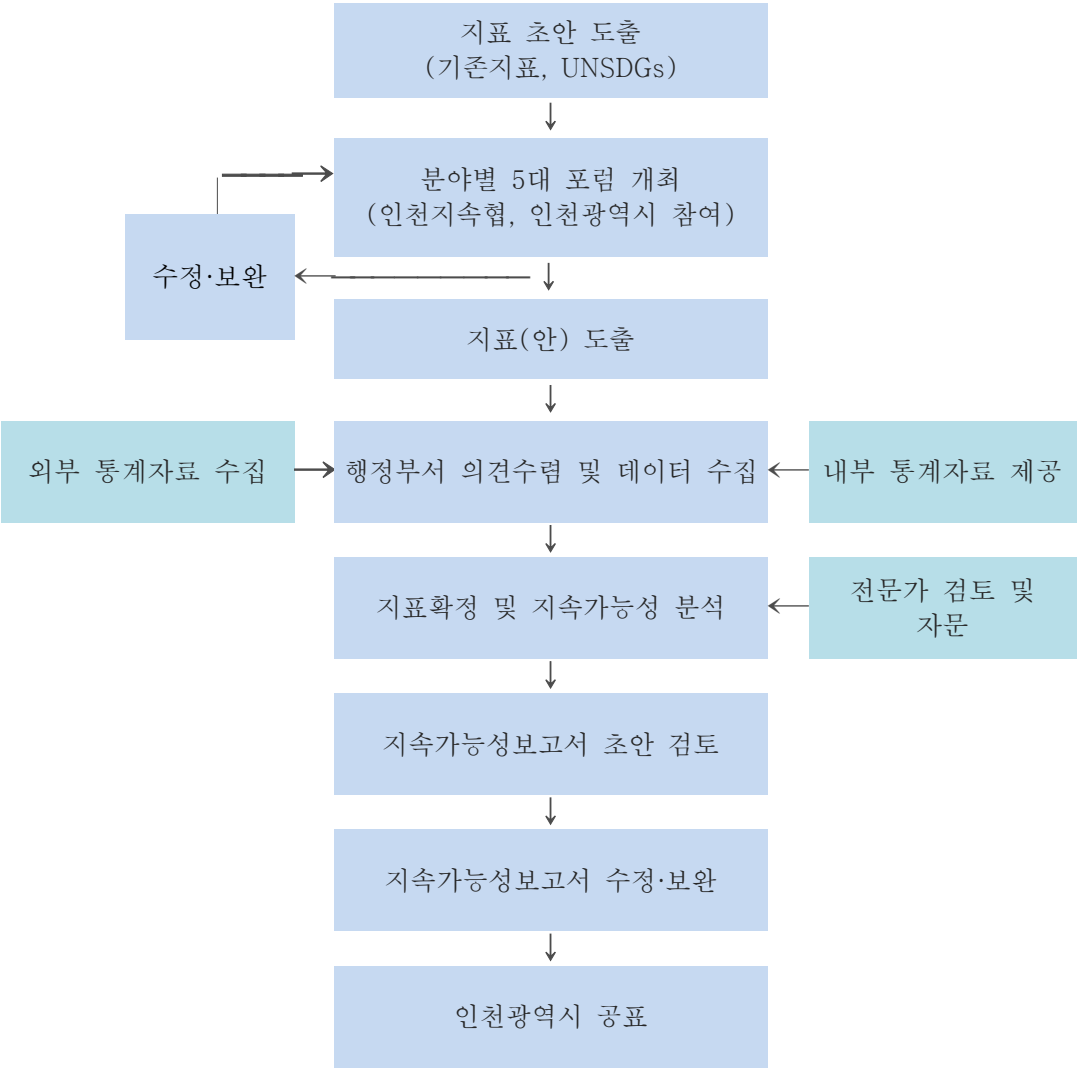 지표 초안 도출
(기존지표, UNSDGs)
분야별 5대 포럼 개최
(인천지속협, 인천광역시 참여)
수정·보완
지표(안) 도출
외부 통계자료 수집
행정부서 의견수렴 및 데이터 수집
내부 통계자료 제공
지표확정 및 지속가능성 분석
전문가 검토 및
자문
지속가능성보고서 초안 검토
지속가능성보고서 수정·보완
인천광역시 공표